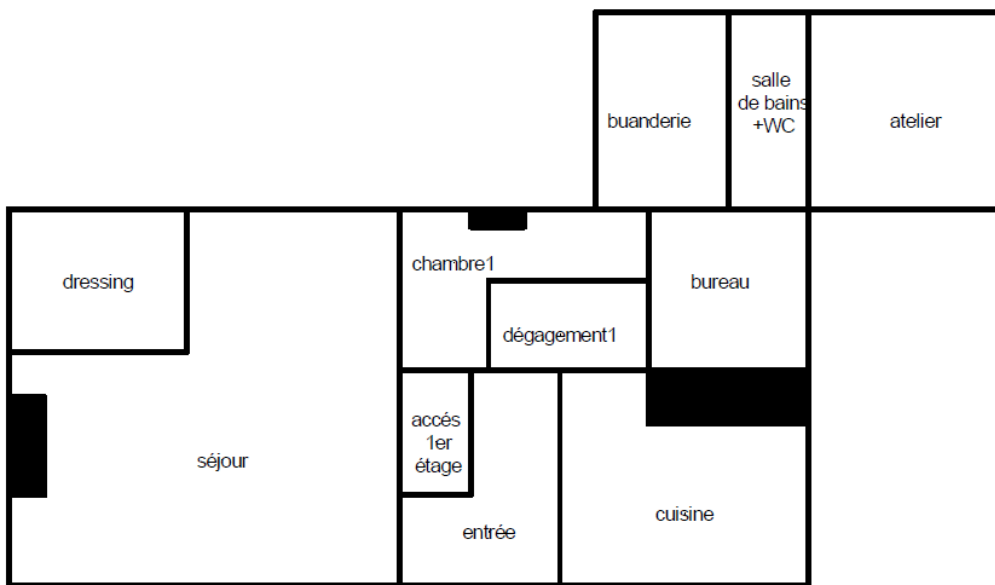 salle
de bains
+WC
buanderie
atelier
chambre1
dressing
bureau
dégagement1
accés
1er
étage
séjour
cuisine
entrée